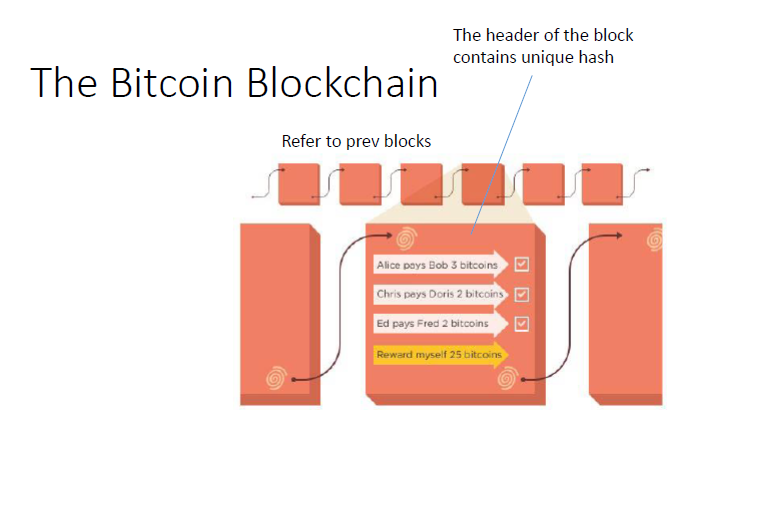 The header of the block
contains unique hash
The Bitcoin Blockchain
Refer to prev blocks
Alice pays Bob 3 bitcoins
Chris pays Doris 2 bitcoins
Ed pays Fred 2 bitcoins
Reward myself 25 bitcoins